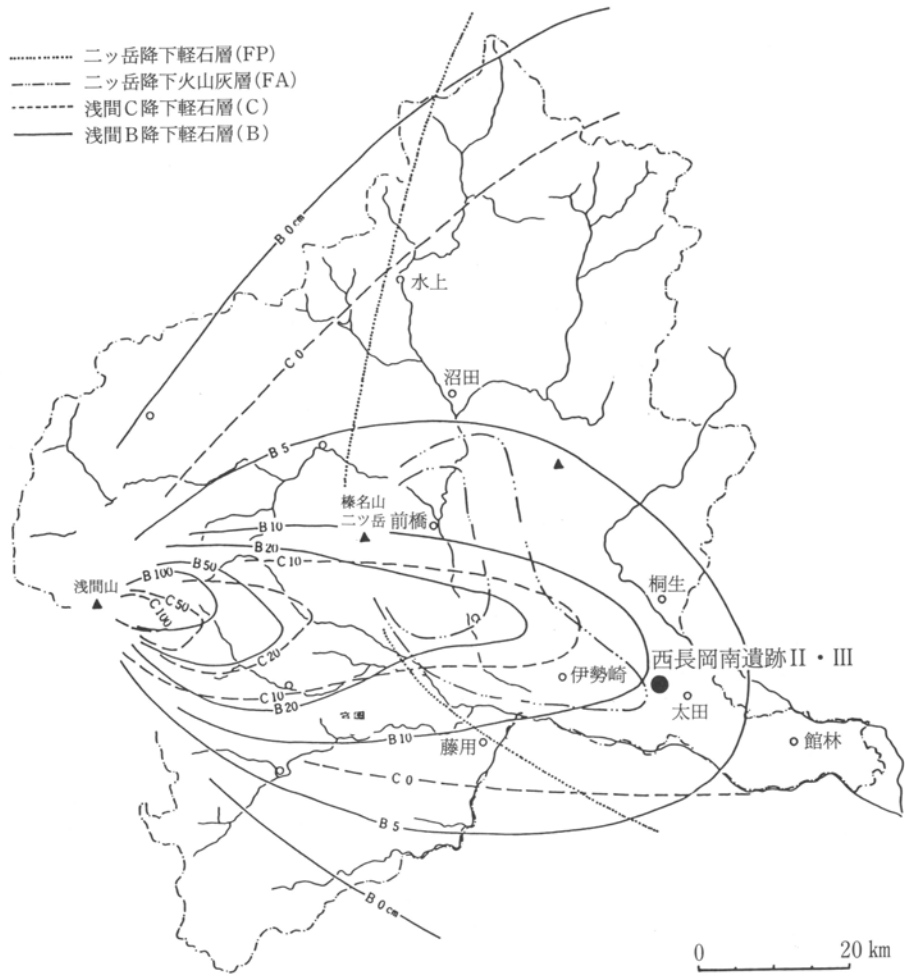 二ッ岳降下軽石層(FP)
二ッ岳降下火山灰層(FA)
浅間C降下軽石層(C)
浅間B降下軽石層(B)
B 0cm
水上
C 0
沼田
B 5
榛名山
二ツ岳
前橋
B 10
B 20
C 10
B 50
B 100
浅間山
C 50
C 100
桐生
C 20
西長岡南遺跡II・III
伊勢崎
C 10
太田
B 20
B 10
藤用
館林
C 0
B 5
B 0cm
0
20 km